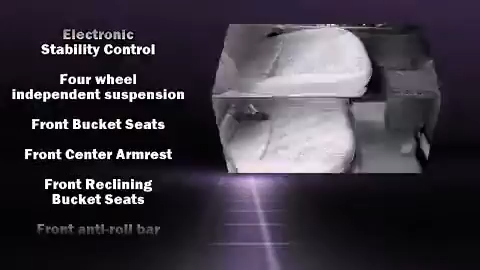 Electronic
Stability Control
Four wheel
independent suspension
Front Bucket Seats
Front Center Armrest
Front Reclining
Bucket Seats
Front anti-roll bar